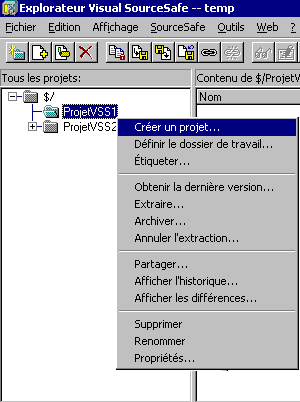 Explorateur Visual SourceSafe -- temp
Fichier Edition Affichage SourceSafe Outils Web ?
Tous les projets:
Contenu de $/ProjetV
Nom
$/
ProjetVSS1
ProjetVSS2
Créer un projet...
Définir le dossier de travail...
Étiqueter...
Obtenir la dernière version...
Extraire...
Archiver...
Annuler l'extraction...
Partager...
Afficher l'historique...
Afficher les différences...
Supprimer
Renommer
Propriétés...